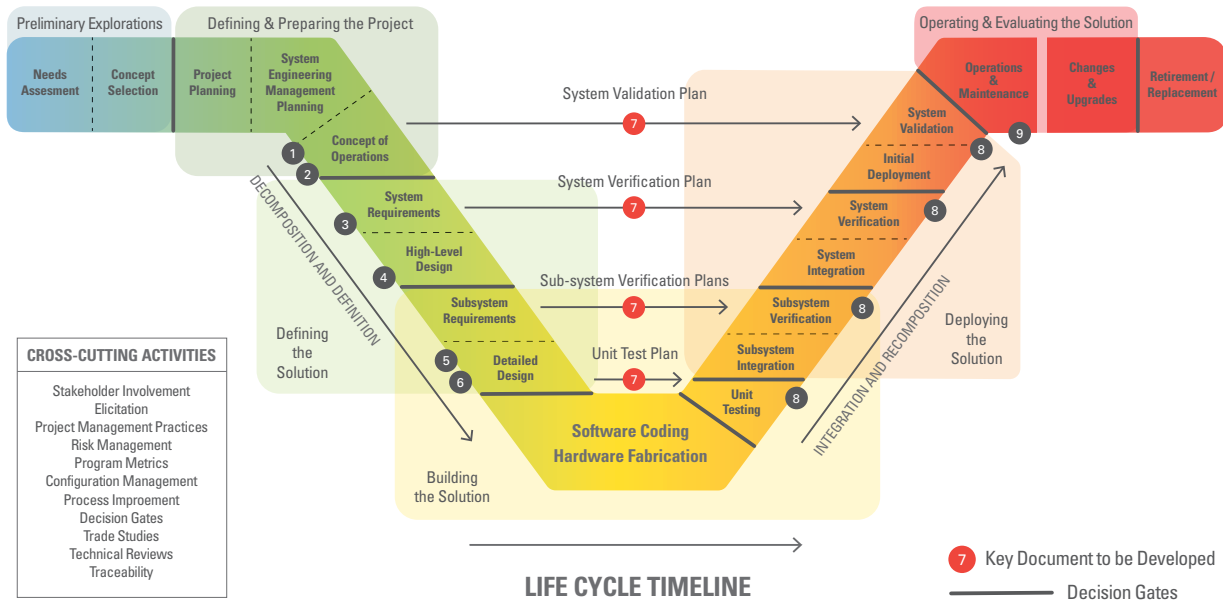 Preliminary Explorations
Defining & Preparing the Project
Operating & Evaluating the Solution
Needs
Assesment
Concept
Selection
Project
Planning
System
Engineering
Management
Planning
Concept of
Operations
1
2
DECOMPOSITION AND DEFINITION
System
Requirements
3
High-Level
Design
4
Subsystem
Requirements
5
6
Detailed
Design
Defining
the
Solution
Software Coding
Hardware Fabrication
Building
the Solution
System Validation Plan
7
System Verification Plan
7
Sub-system Verification Plans
7
Unit Test Plan
7
Operations
&
Maintenance
Changes
&
Upgrades
Retirement /
Replacement
9
System
Validation
8
Initial
Deployment
System
Verification
8
System
Integration
Subsystem
Verification
8
Subsystem
Integration
Unit
Testing
8
INTEGRATION AND RECOMPOSITION
Deploying
the
Solution
CROSS-CUTTING ACTIVITIES
Stakeholder Involvement
Elicitation
Project Management Practices
Risk Management
Program Metrics
Configuration Management
Process Improement
Decision Gates
Trade Studies
Technical Reviews
Traceability
LIFE CYCLE TIMELINE
7 Key Document to be Developed
Decision Gates